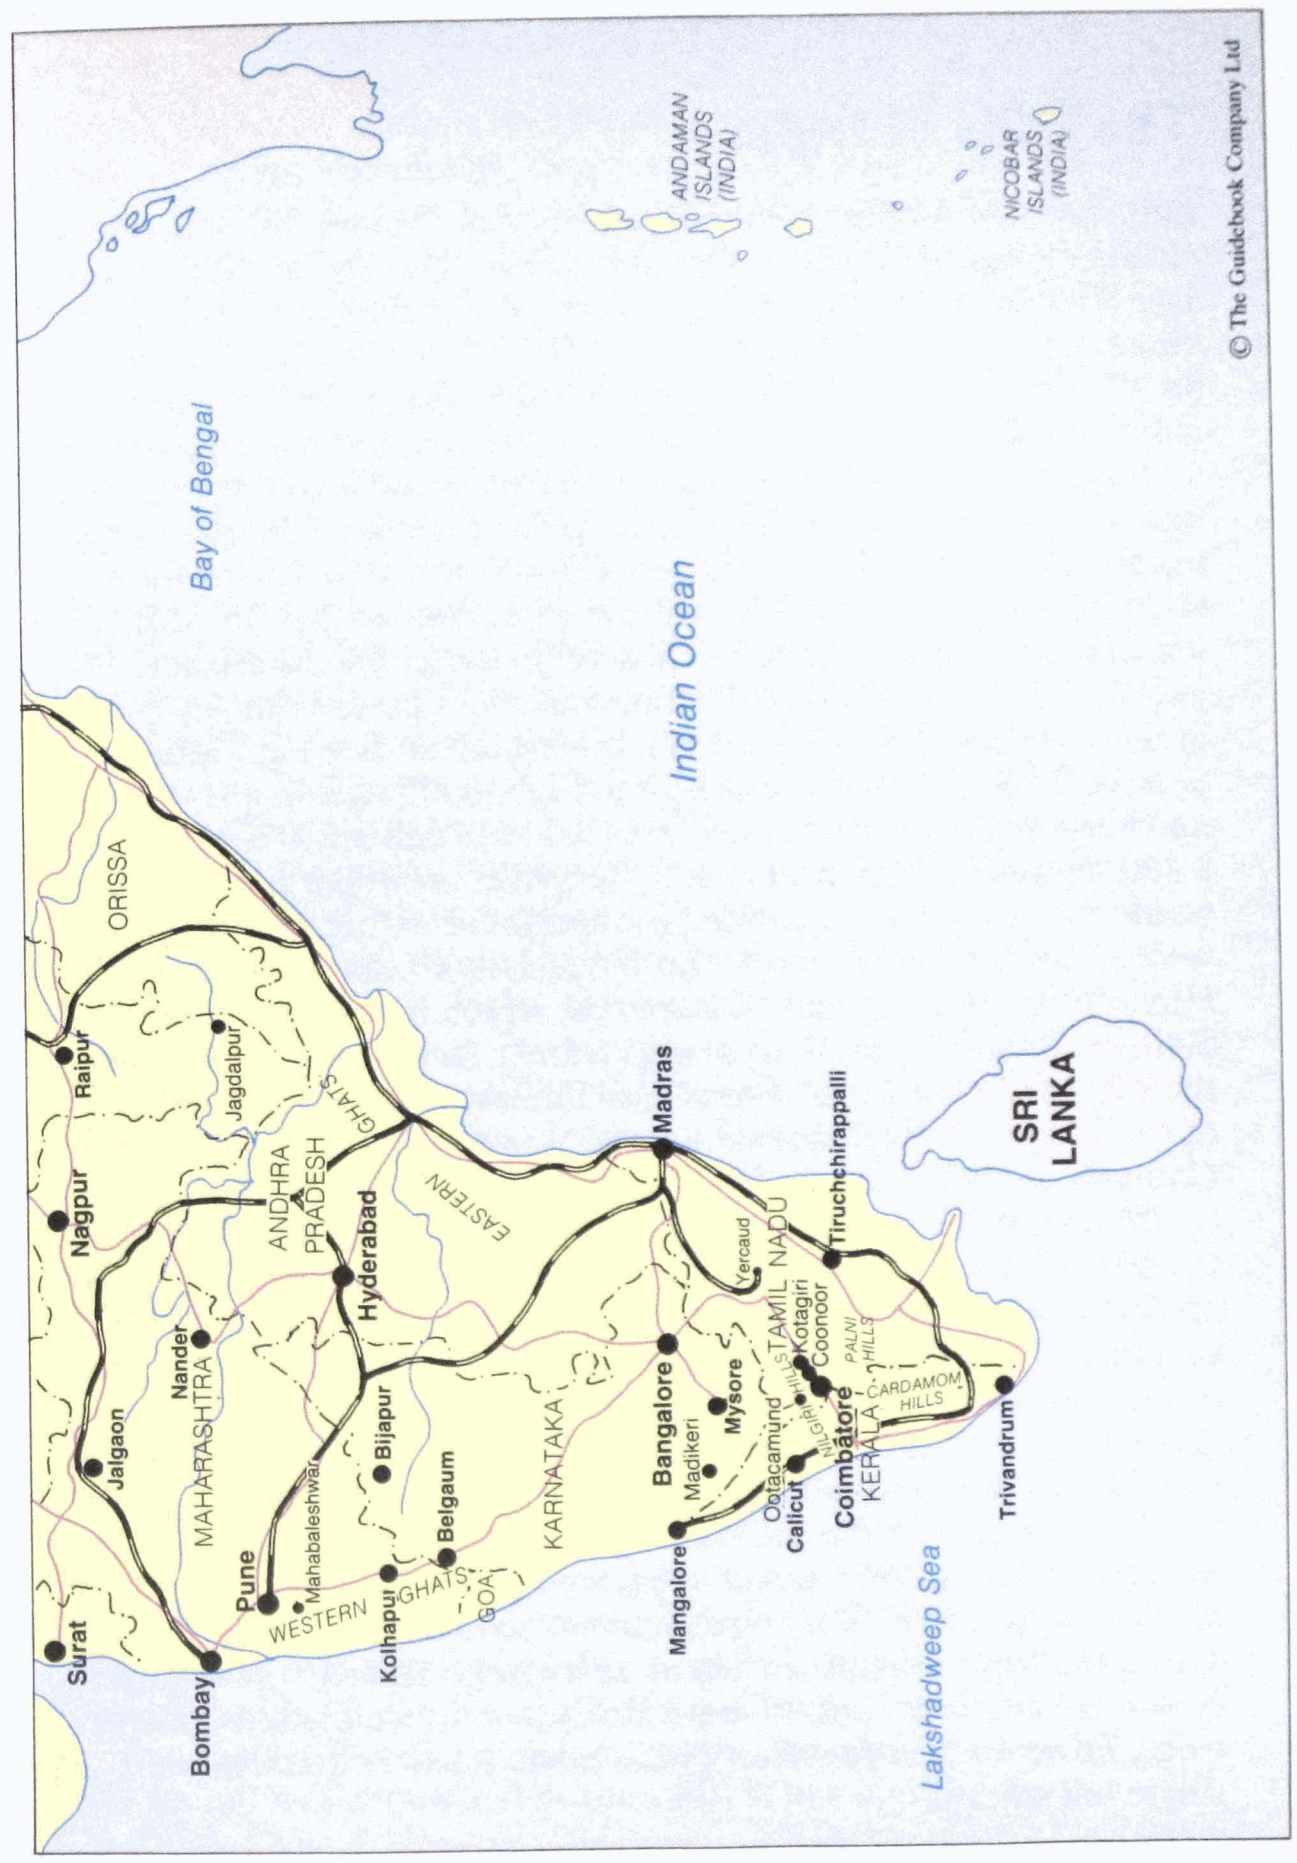 Surat
Jalgaon
Nagpur
Raipur
ORISSA
Bombay
Pune
Mahabaleshwar
MAHARASHTRA
Nander
Jagdalpur
Bay of Bengal
WESTERN GHATS
Kolhapur
Belgaum
Bijapur
Hyderabad
ANDHRA
PRADESH
EASTERN GHATS
GOA
KARNATAKA
Mangalore
Madikeri
Bangalore
Mysore
Madras
Indian Ocean
ANDAMAN
ISLANDS
(INDIA)
Calicut
Ootacamund
NILGIRI HILLS
Yercaud
TAMIL NADU
Kotagiri
Coonoor
Coimbatore
KERALA
PALNI
HILLS
Tiruchchirappalli
CARDAMOM
HILLS
Lakshadweep Sea
Trivandrum
SRI
LANKA
NICOBAR
ISLANDS
(INDIA)
© The Guidebook Company Ltd